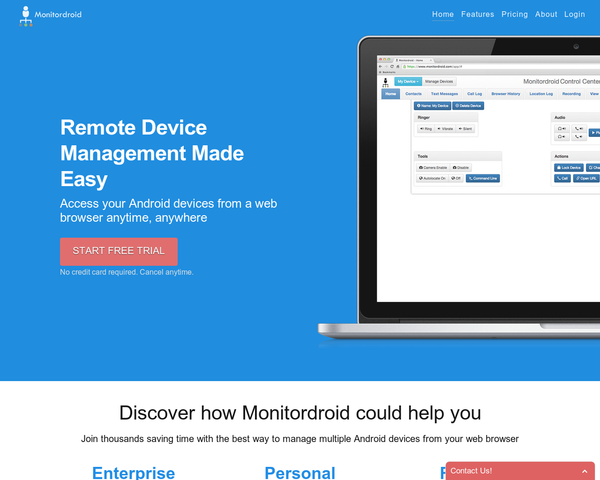 Monitordroid
Home Features Pricing About Login
Monitordroid Control Center
My Device Manage Devices
Home Contacts Text Messages Call Log Browser History Location Log Recording
Name: My Device Delete Device
Ringer
Audio
Ring Vibrate Silent
Tools
Actions
Camera Enable Disable
Lock Device
Autolocate On Off Command Line
Call Open URL
Remote Device
Management Made
Easy
Access your Android devices from a web
browser anytime, anywhere
START FREE TRIAL
No credit card required. Cancel anytime.
Discover how Monitordroid could help you
Join thousands saving time with the best way to manage multiple Android devices from your web browser
Enterprise Personal
Contact Us!